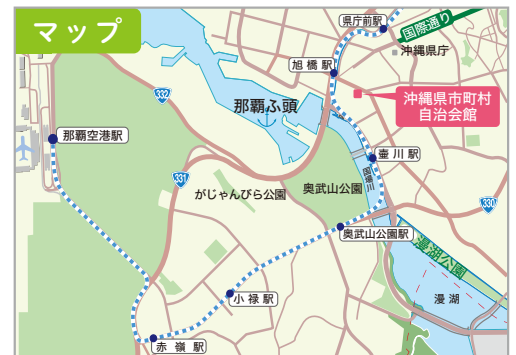 マップ
県庁前駅
国際通り
沖縄県庁
旭橋駅
332
那覇ふ頭
沖縄県市町村
自治会館
那覇空港駅
壷川駅
国場川
331
がじゃんびら公園
奥武山公園
330
奥武山公園駅
漫湖公園
小禄駅
漫湖
赤嶺駅